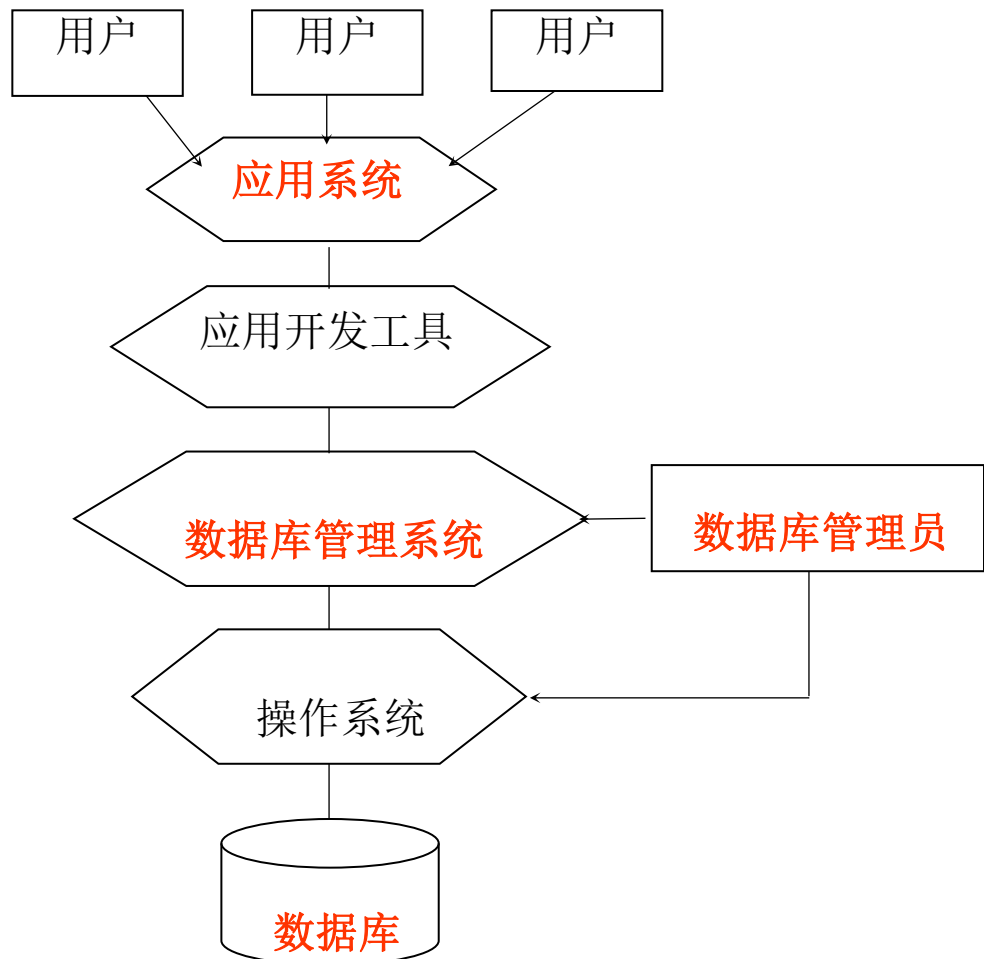 用户
用户
用户
应用系统
应用开发工具
数据库管理系统
数据库管理员
操作系统
数据库